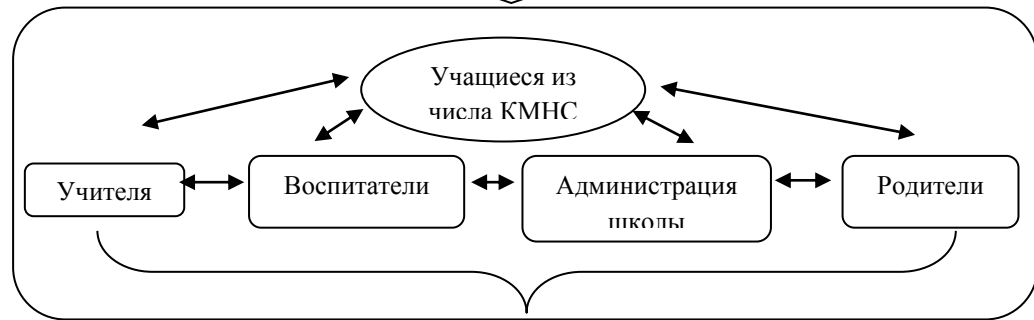 Учащиеся из
числа КМНС
Учителя
Воспитатели
Администрация
школы
Родители